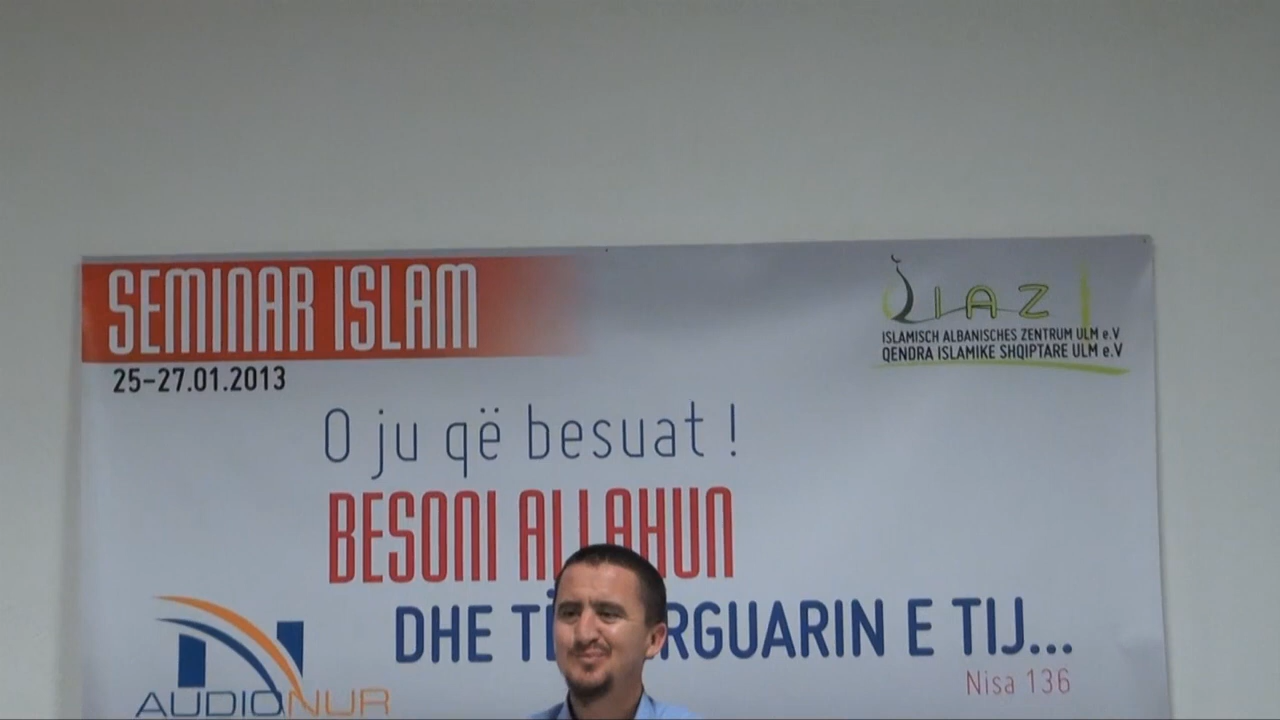 SEMINAR ISLAM
25-27.01.2013
IAZ
ISLAMISCH ALBANISCHES ZENTRUM ULM e.V
QENDRA ISLAMIKE SHQIPTARE ULM e.V
O ju që besuat !
BESONI ALLAHUN
DHE E TIJ...
Nisa 136
AUDIONUR